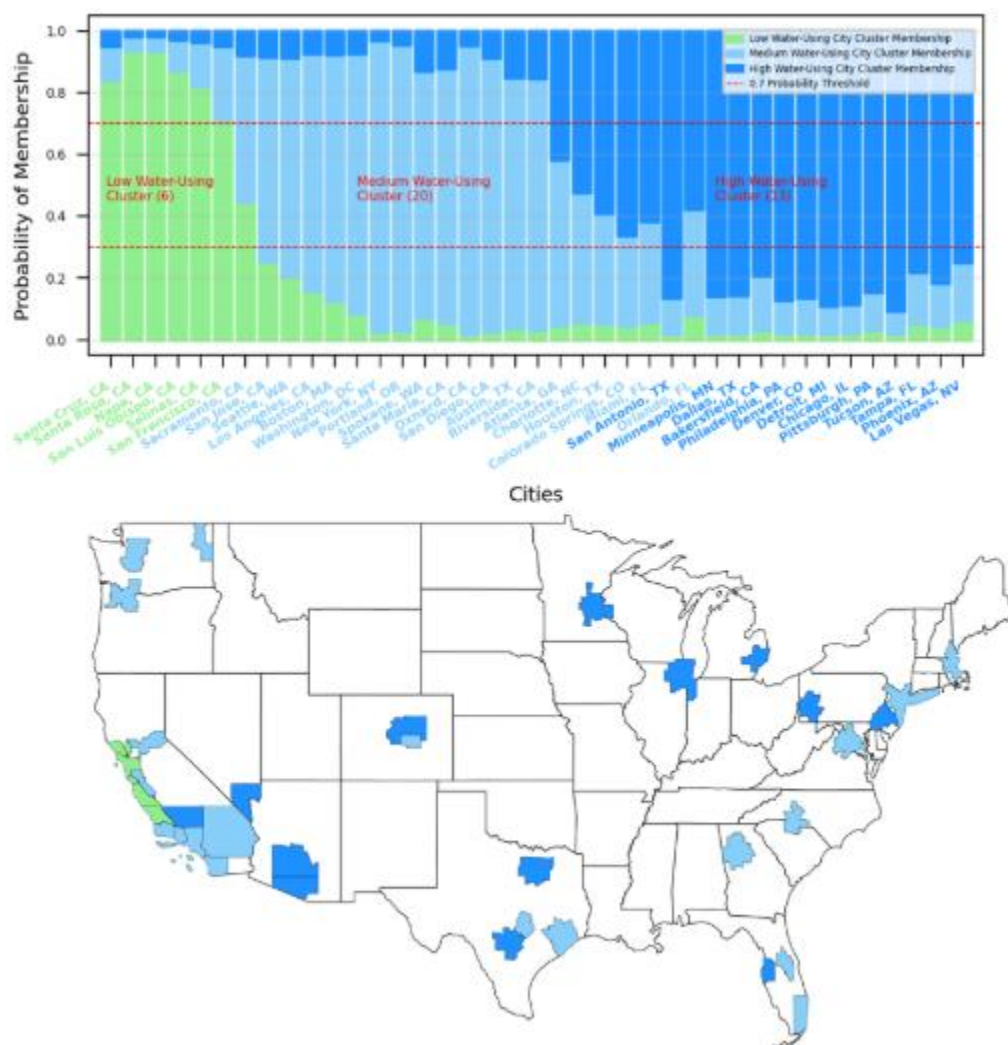 1.0
Low Water-Using City Cluster Membership
Medium Water-Using City Cluster Membership
High Water-Using City Cluster Membership
0.7 Probability Threshold
0.8
0.6
Low Water-Using
Cluster (6)
Medium Water-Using
Cluster (20)
High Water-Using
Cluster (13)
0.4
0.2
0.0
Probability of Membership
Santa Cruz, CA
Santa Rosa, CA
Napa, CA
San Luis Obispo, CA
Salinas, CA
San Francisco, CA
Sacramento, CA
San Jose, CA
Seattle, WA
Los Angeles, CA
Boston, MA
Washington, DC
New York, NY
Portland, OR
Spokane, WA
Santa Maria, CA
Oxnard, CA
San Diego, CA
Austin, TX
Riverside, CA
Atlanta, GA
Charlotte, NC
Houston, TX
Colorado Springs, CO
Miami, FL
San Antonio, TX
Orlando, FL
Minneapolis, MN
Dallas, TX
Bakersfield, CA
Philadelphia, PA
Denver, CO
Detroit, MI
Chicago, IL
Pittsburgh, PA
Tucson, AZ
Tampa, FL
Phoenix, AZ
Las Vegas, NV
Cities